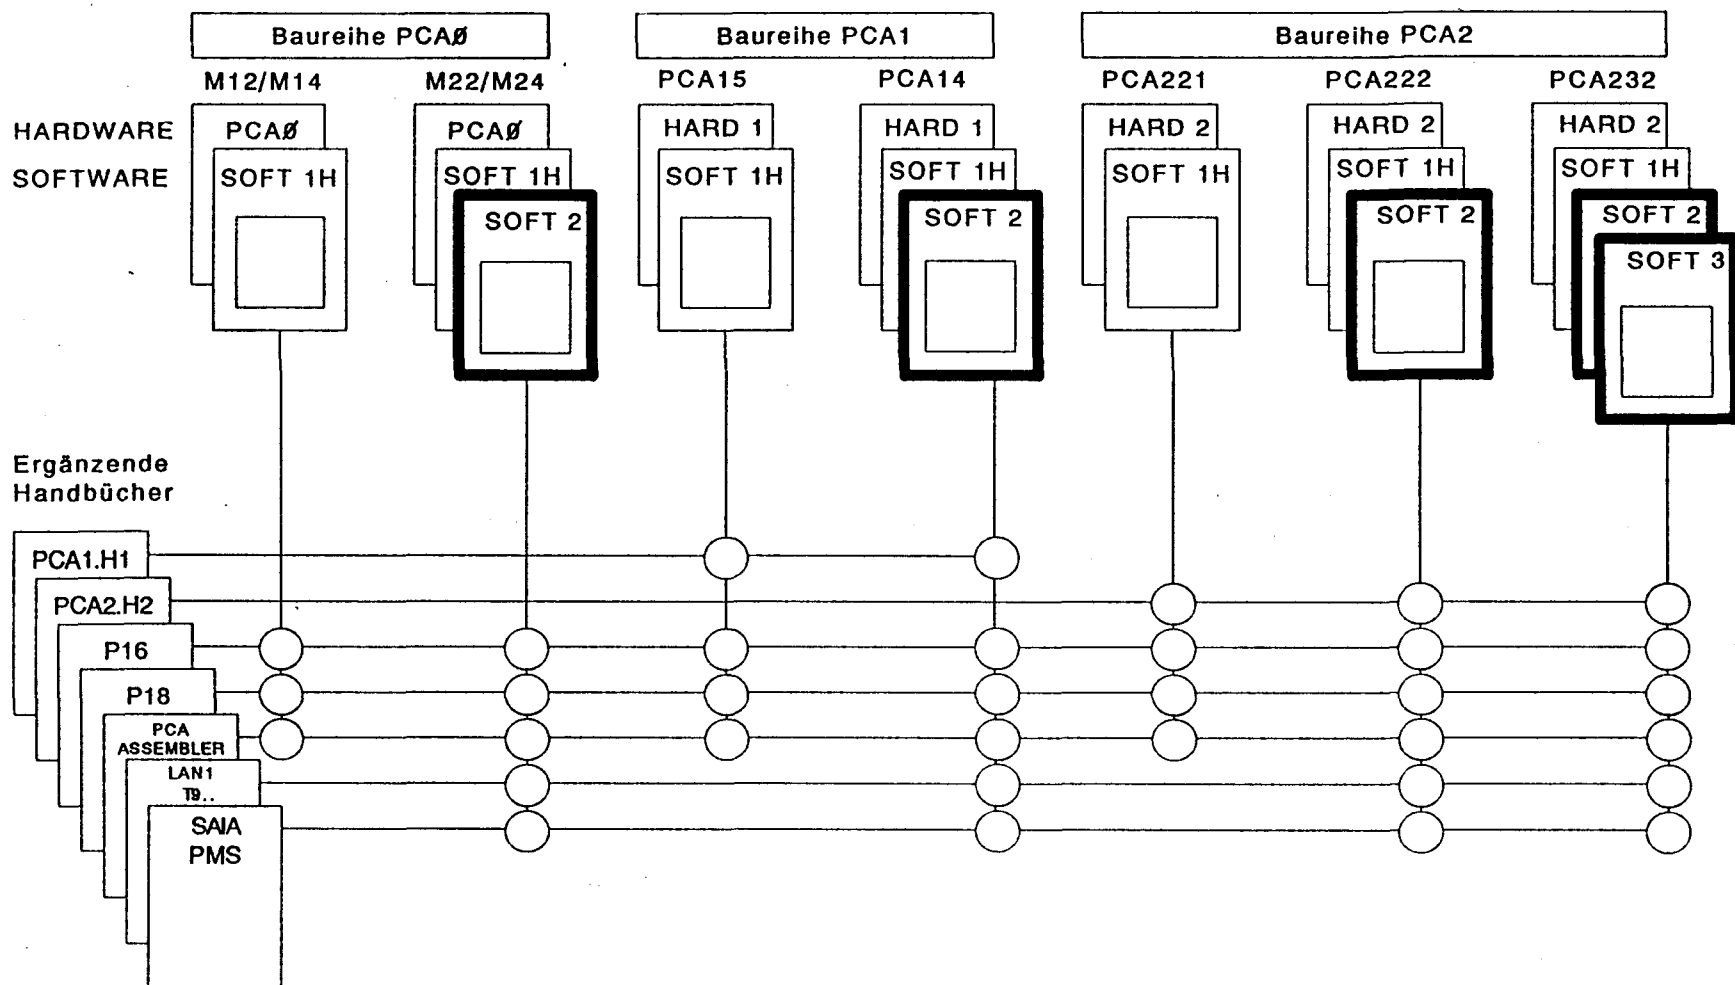 Baureihe PCAØ Baureihe PCA1 Baureihe PCA2
M12/M14 M22/M24 PCA15 PCA14 PCA221 PCA222 PCA232
HARDWARE PCAØ PCAØ HARD 1 HARD 1 HARD 2 HARD 2 HARD 2
SOFTWARE SOFT 1H SOFT 1H SOFT 1H SOFT 1H SOFT 1H SOFT 1H SOFT 1H
SOFT 2 SOFT 2 SOFT 2 SOFT 2
SOFT 3
Ergänzende
Handbücher
PCA1.H1
PCA2.H2
P16
P18
PCA
ASSEMBLER
LAN1
T9..
SAIA
PMS